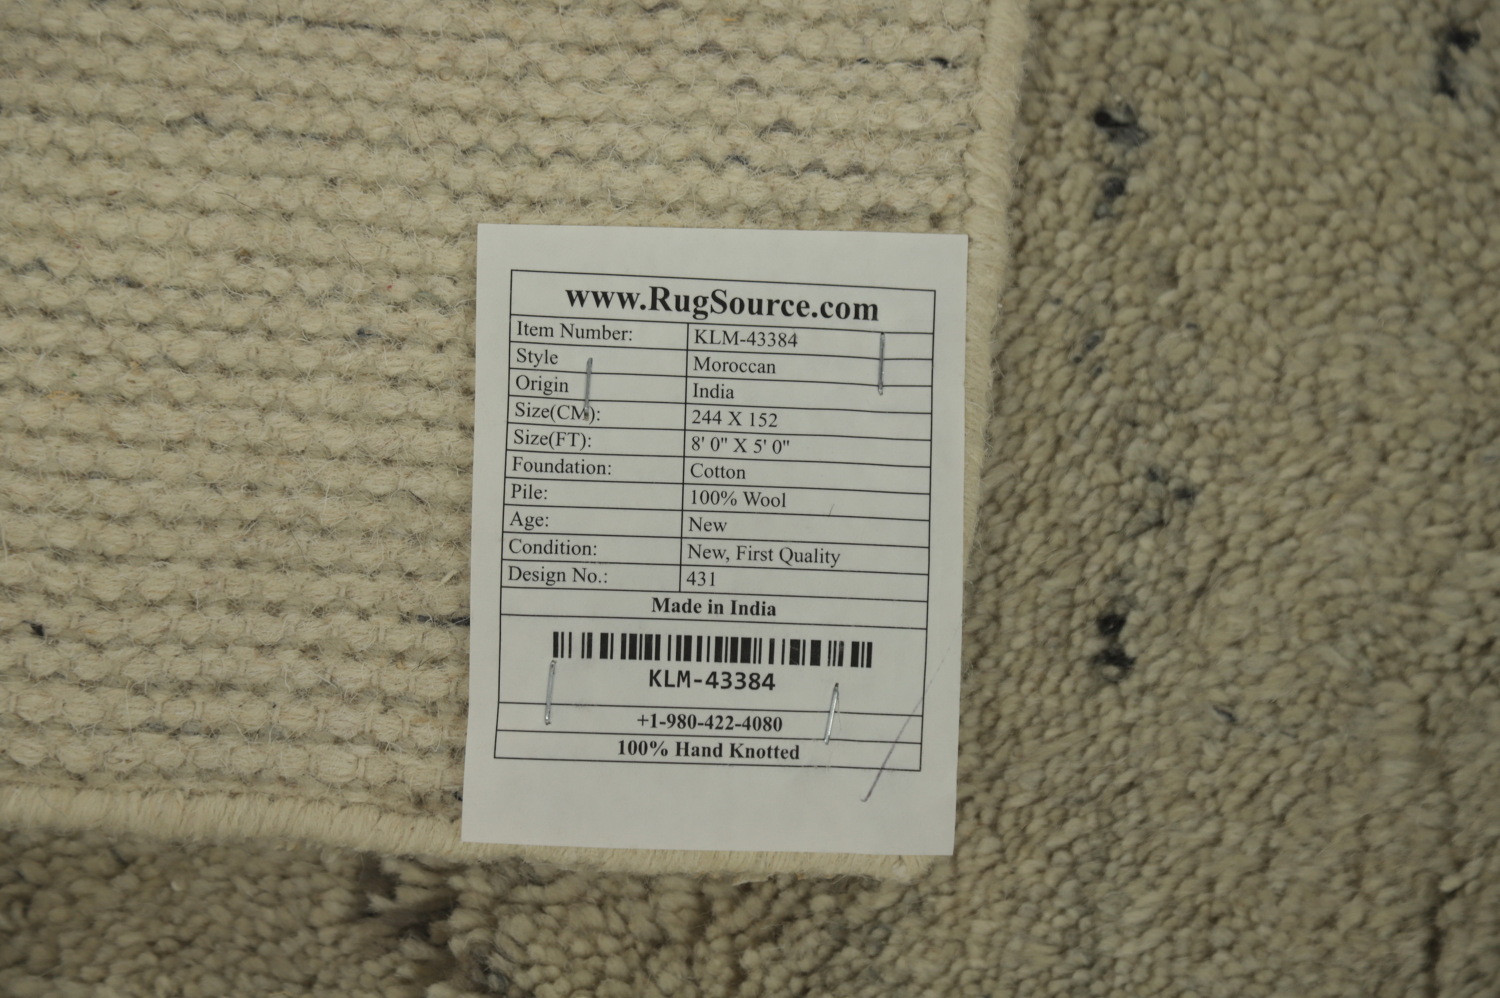 www.RugSource.com
Item Number: KLM-43384
Style Moroccan
Origin India
Size(CM): 244 X 152
Size(FT): 8' 0" X 5' 0"
Foundation: Cotton
Pile: 100% Wool
Age: New
Condition: New, First Quality
Design No.: 431
Made in India
KLM-43384
+1-980-422-4080
100% Hand Knotted